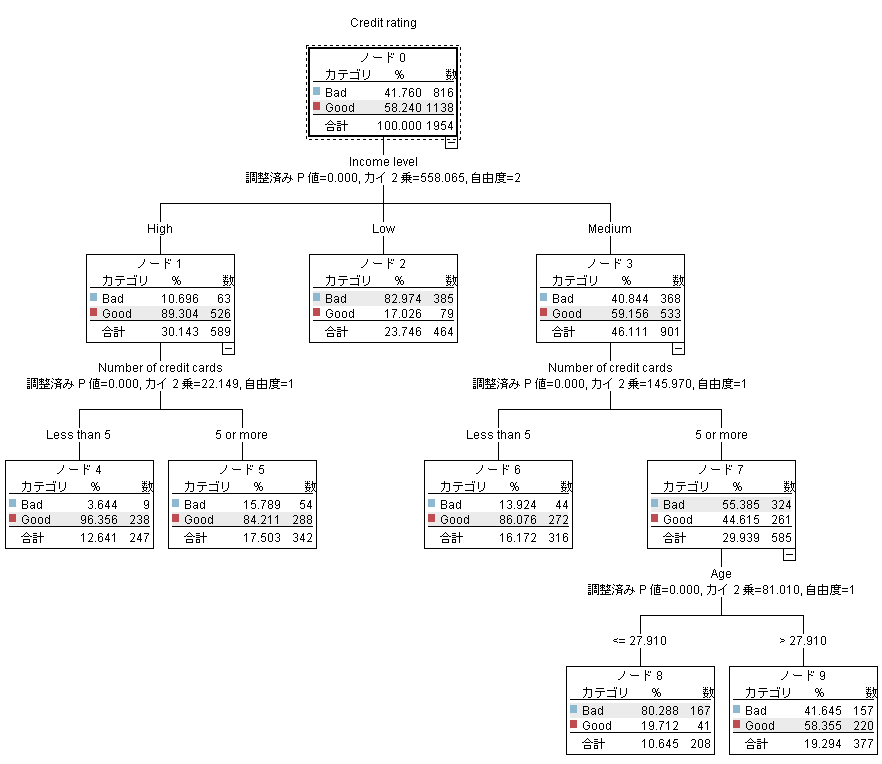 Credit rating
ノード 0
カテゴリ % 数
Bad 41.760 816
Good 58.240 1138
合計 100.000 1954
Income level
調整済み P 値=0.000, カイ 2 乗=558.065, 自由度=2
High Low Medium
ノード 1
カテゴリ % 数
Bad 10.696 63
Good 89.304 526
合計 30.143 589
ノード 2
カテゴリ % 数
Bad 82.974 385
Good 17.026 79
合計 23.746 464
ノード 3
カテゴリ % 数
Bad 40.844 368
Good 59.156 533
合計 46.111 901
Number of credit cards
調整済み P 値=0.000, カイ 2 乗=22.149, 自由度=1
Number of credit cards
調整済み P 値=0.000, カイ 2 乗=145.970, 自由度=1
Less than 5 5 or more Less than 5 5 or more
ノード 4
カテゴリ % 数
Bad 3.644 9
Good 96.356 238
合計 12.641 247
ノード 5
カテゴリ % 数
Bad 15.789 54
Good 84.211 288
合計 17.503 342
ノード 6
カテゴリ % 数
Bad 13.924 44
Good 86.076 272
合計 16.172 316
ノード 7
カテゴリ % 数
Bad 55.385 324
Good 44.615 261
合計 29.939 585
Age
調整済み P 値=0.000, カイ 2 乗=81.010, 自由度=1
<= 27.910 > 27.910
ノード 8
カテゴリ % 数
Bad 80.288 167
Good 19.712 41
合計 10.645 208
ノード 9
カテゴリ % 数
Bad 41.645 157
Good 58.355 220
合計 19.294 377